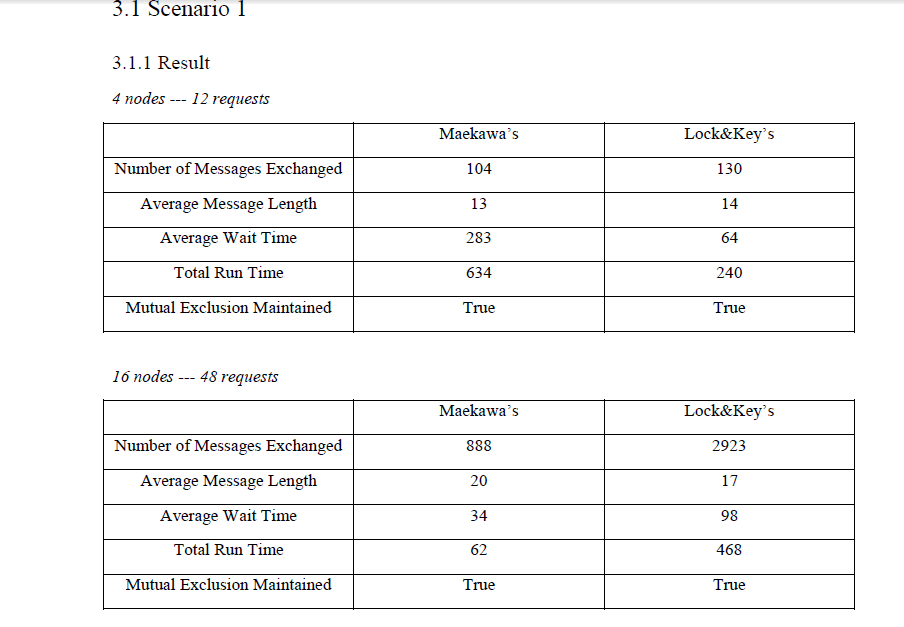 3.1 Scenario 1
3.1.1 Result
4 nodes --- 12 requests
Maekawa’s Lock&Key’s
Number of Messages Exchanged 104 130
Average Message Length 13 14
Average Wait Time 283 64
Total Run Time 634 240
Mutual Exclusion Maintained True True
16 nodes --- 48 requests
Maekawa’s Lock&Key’s
Number of Messages Exchanged 888 2923
Average Message Length 20 17
Average Wait Time 34 98
Total Run Time 62 468
Mutual Exclusion Maintained True True